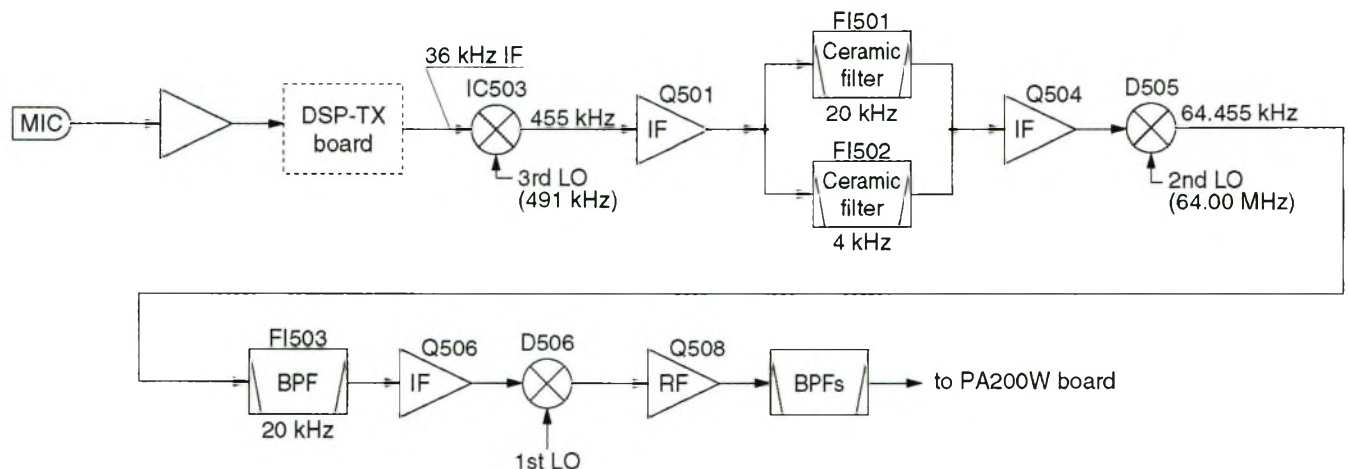 MIC
DSP-TX
board
36 kHz IF
IC503
455 kHz
3rd LO
(491 kHz)
Q501
IF
FI501
Ceramic
filter
20 kHz
FI502
Ceramic
filter
4 kHz
Q504
IF
D505
64.455 kHz
2nd LO
(64.00 MHz)
FI503
BPF
20 kHz
Q506
IF
D506
1st LO
Q508
RF
BPFs
to PA200W board